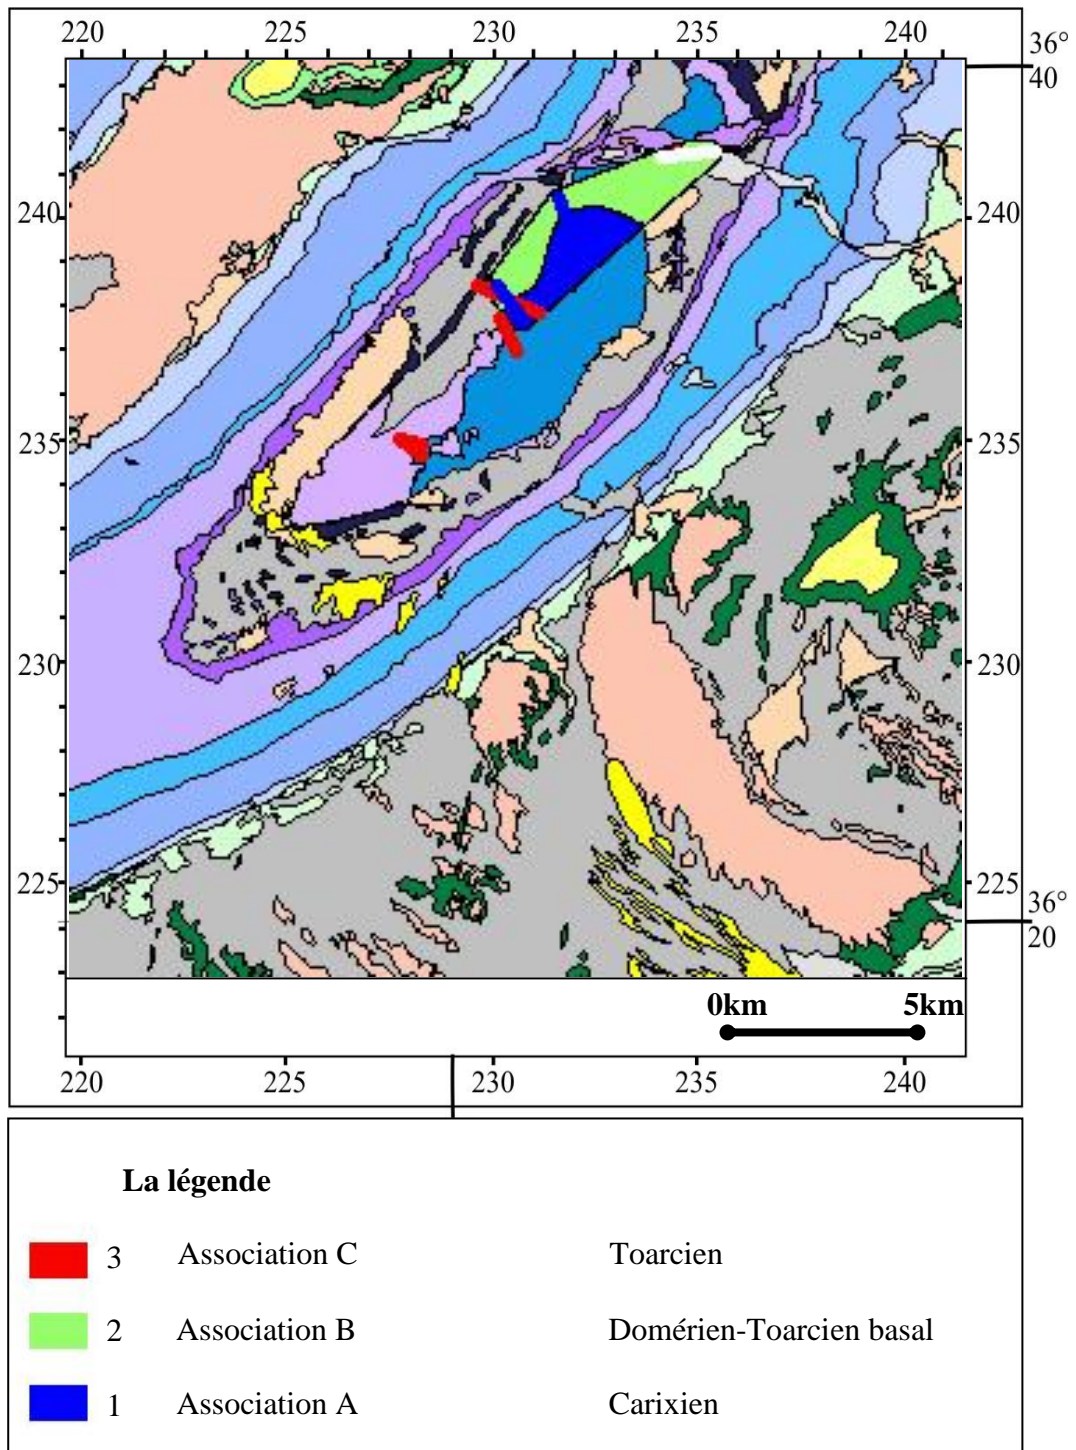 220 225 230 235 240
36°
40
240 240
235 235
230 230
225 225
36°
20
0km 5km
220 225 230 235 240
La légende
3 Association C Toarcien
2 Association B Domérien-Toarcien basal
1 Association A Carixien